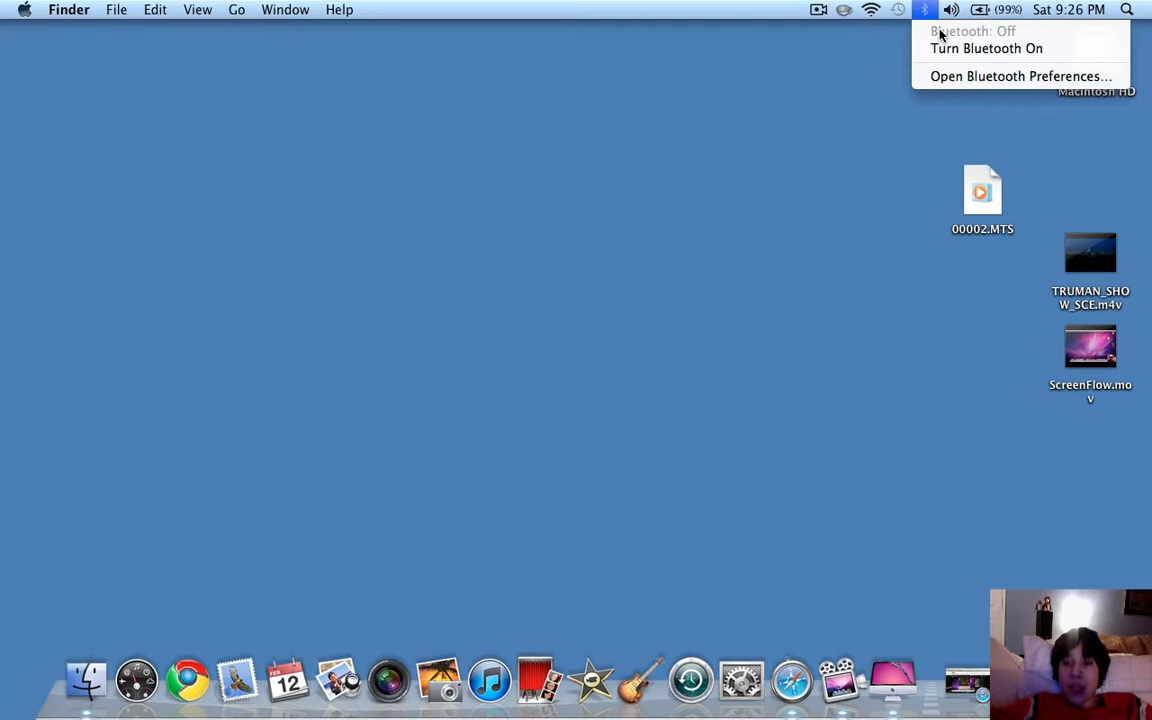 Finder File Edit View Go Window Help (99%) Sat 9:26 PM
Bluetooth: Off
Turn Bluetooth On
Open Bluetooth Preferences...
Macintosh HD
00002.MTS
TRUMAN_SHO
W_SCE.m4v
ScreenFlow.mo
v
FEB
12